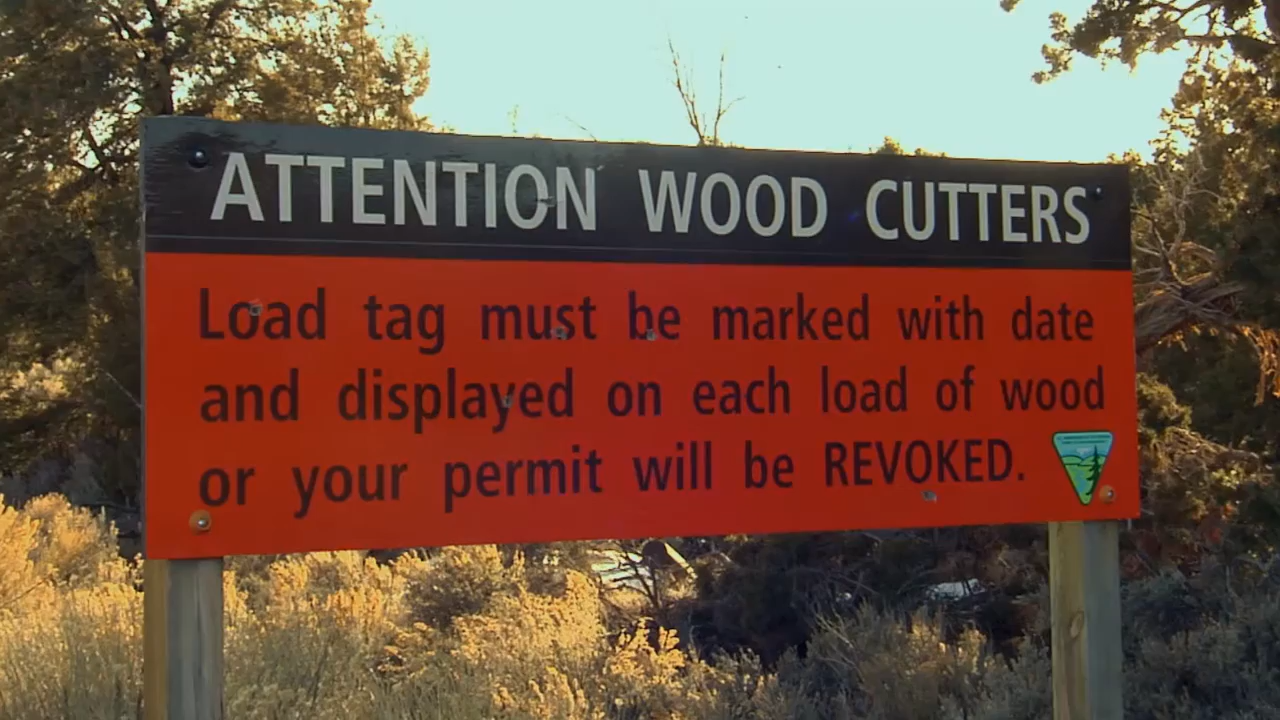 ATTENTION WOOD CUTTERS
Load tag must be marked with date
and displayed on each load of wood
or your permit will be REVOKED.